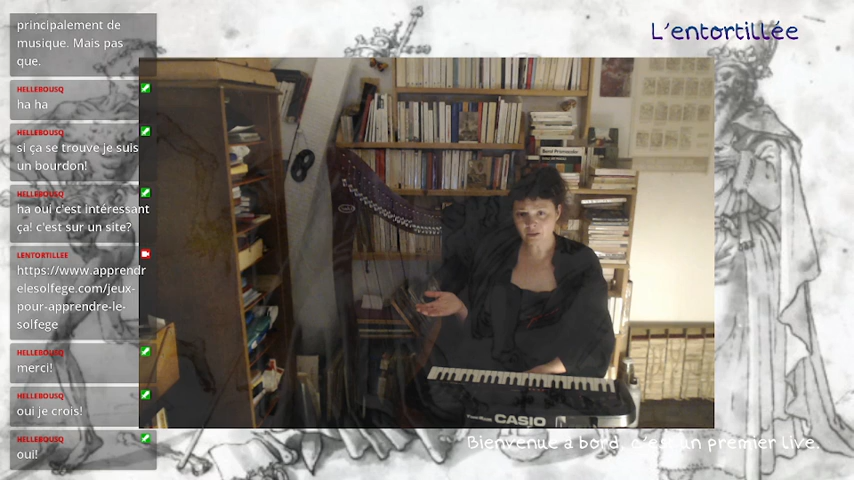 principalement de
musique. Mais pas
que.
HELLEBOUSQ
ha ha
HELLEBOUSQ
si ça se trouve je suis
un bourdon!
HELLEBOUSQ
ha oui c'est intéressant
ça! c'est sur un site?
LENTORTILLEE
https://www.apprendr
elesolfege.com/jeux-
pour-apprendre-le-
solfege
HELLEBOUSQ
merci!
HELLEBOUSQ
oui je crois!
HELLEBOUSQ
oui!
L'entortillée
CASIO
Bienvenue à bord, c'est un premier live.